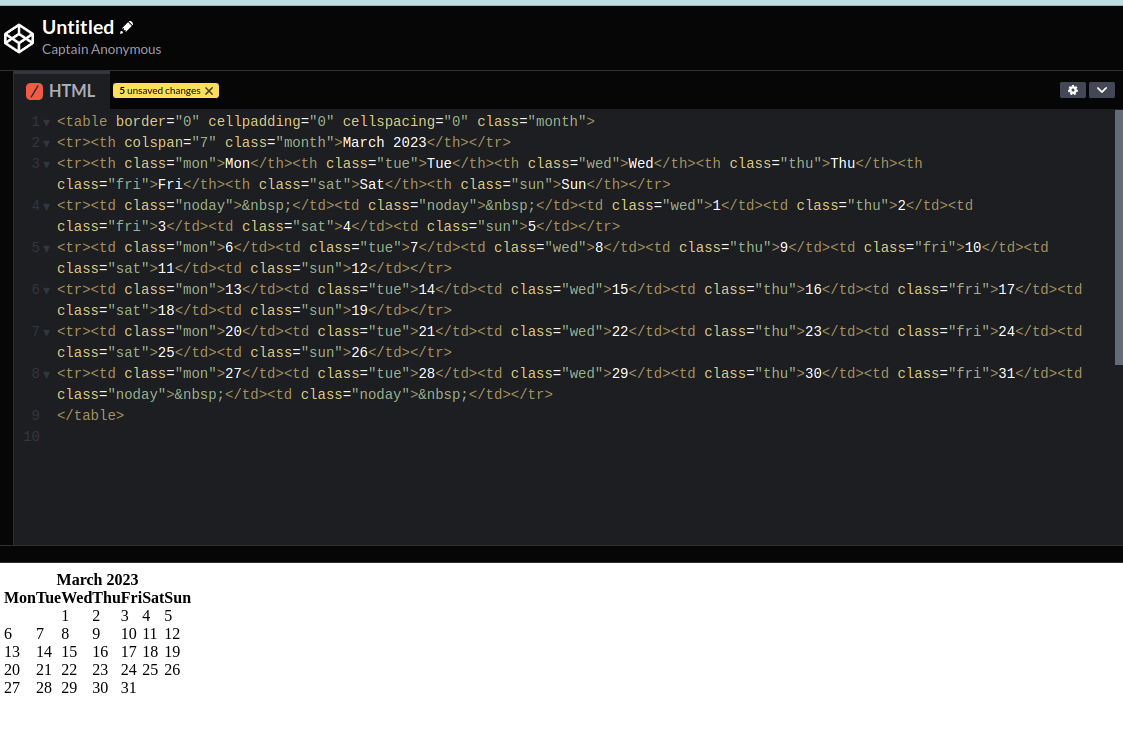 Untitled
Captain Anonymous
/ HTML 5 unsaved changes
1 <table border="0" cellpadding="0" cellspacing="0" class="month">
2 <tr><th colspan="7" class="month">March 2023</th></tr>
3 <tr><th class="mon">Mon</th><th class="tue">Tue</th><th class="wed">Wed</th><th class="thu">Thu</th><th
class="fri">Fri</th><th class="sat">Sat</th><th class="sun">Sun</th></tr>
4 <tr><td class="noday">&nbsp;</td><td class="noday">&nbsp;</td><td class="wed">1</td><td class="thu">2</td><td
class="fri">3</td><td class="sat">4</td><td class="sun">5</td></tr>
5 <tr><td class="mon">6</td><td class="tue">7</td><td class="wed">8</td><td class="thu">9</td><td class="fri">10</td><td
class="sat">11</td><td class="sun">12</td></tr>
6 <tr><td class="mon">13</td><td class="tue">14</td><td class="wed">15</td><td class="thu">16</td><td class="fri">17</td><td
class="sat">18</td><td class="sun">19</td></tr>
7 <tr><td class="mon">20</td><td class="tue">21</td><td class="wed">22</td><td class="thu">23</td><td class="fri">24</td><td
class="sat">25</td><td class="sun">26</td></tr>
8 <tr><td class="mon">27</td><td class="tue">28</td><td class="wed">29</td><td class="thu">30</td><td class="fri">31</td><td
class="noday">&nbsp;</td><td class="noday">&nbsp;</td></tr>
9 </table>
10
March 2023
MonTueWedThuFriSatSun
1 2 3 4 5
6 7 8 9 10 11 12
13 14 15 16 17 18 19
20 21 22 23 24 25 26
27 28 29 30 31